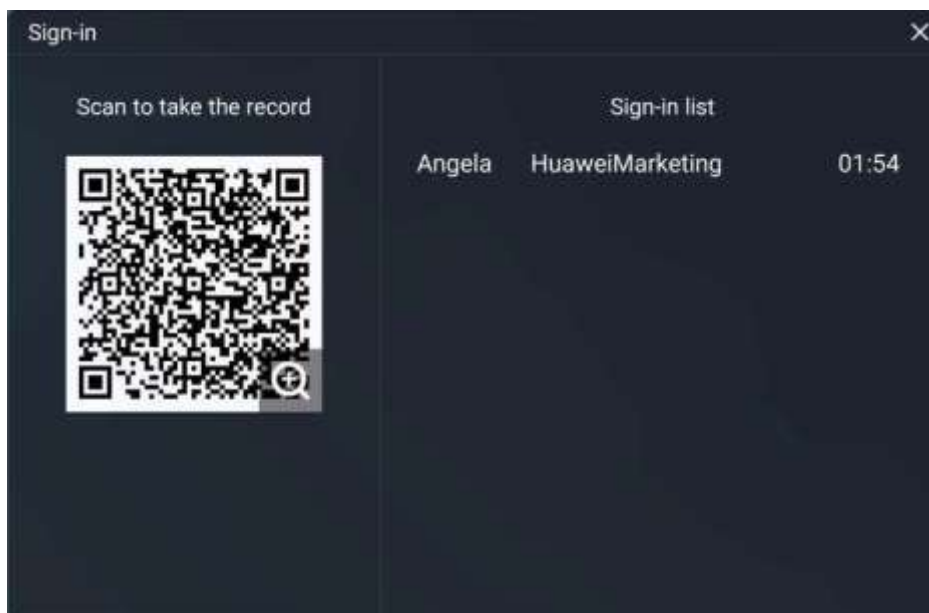 Sign-in
Scan to take the record
Sign-in list
Angela HuaweiMarketing 01:54